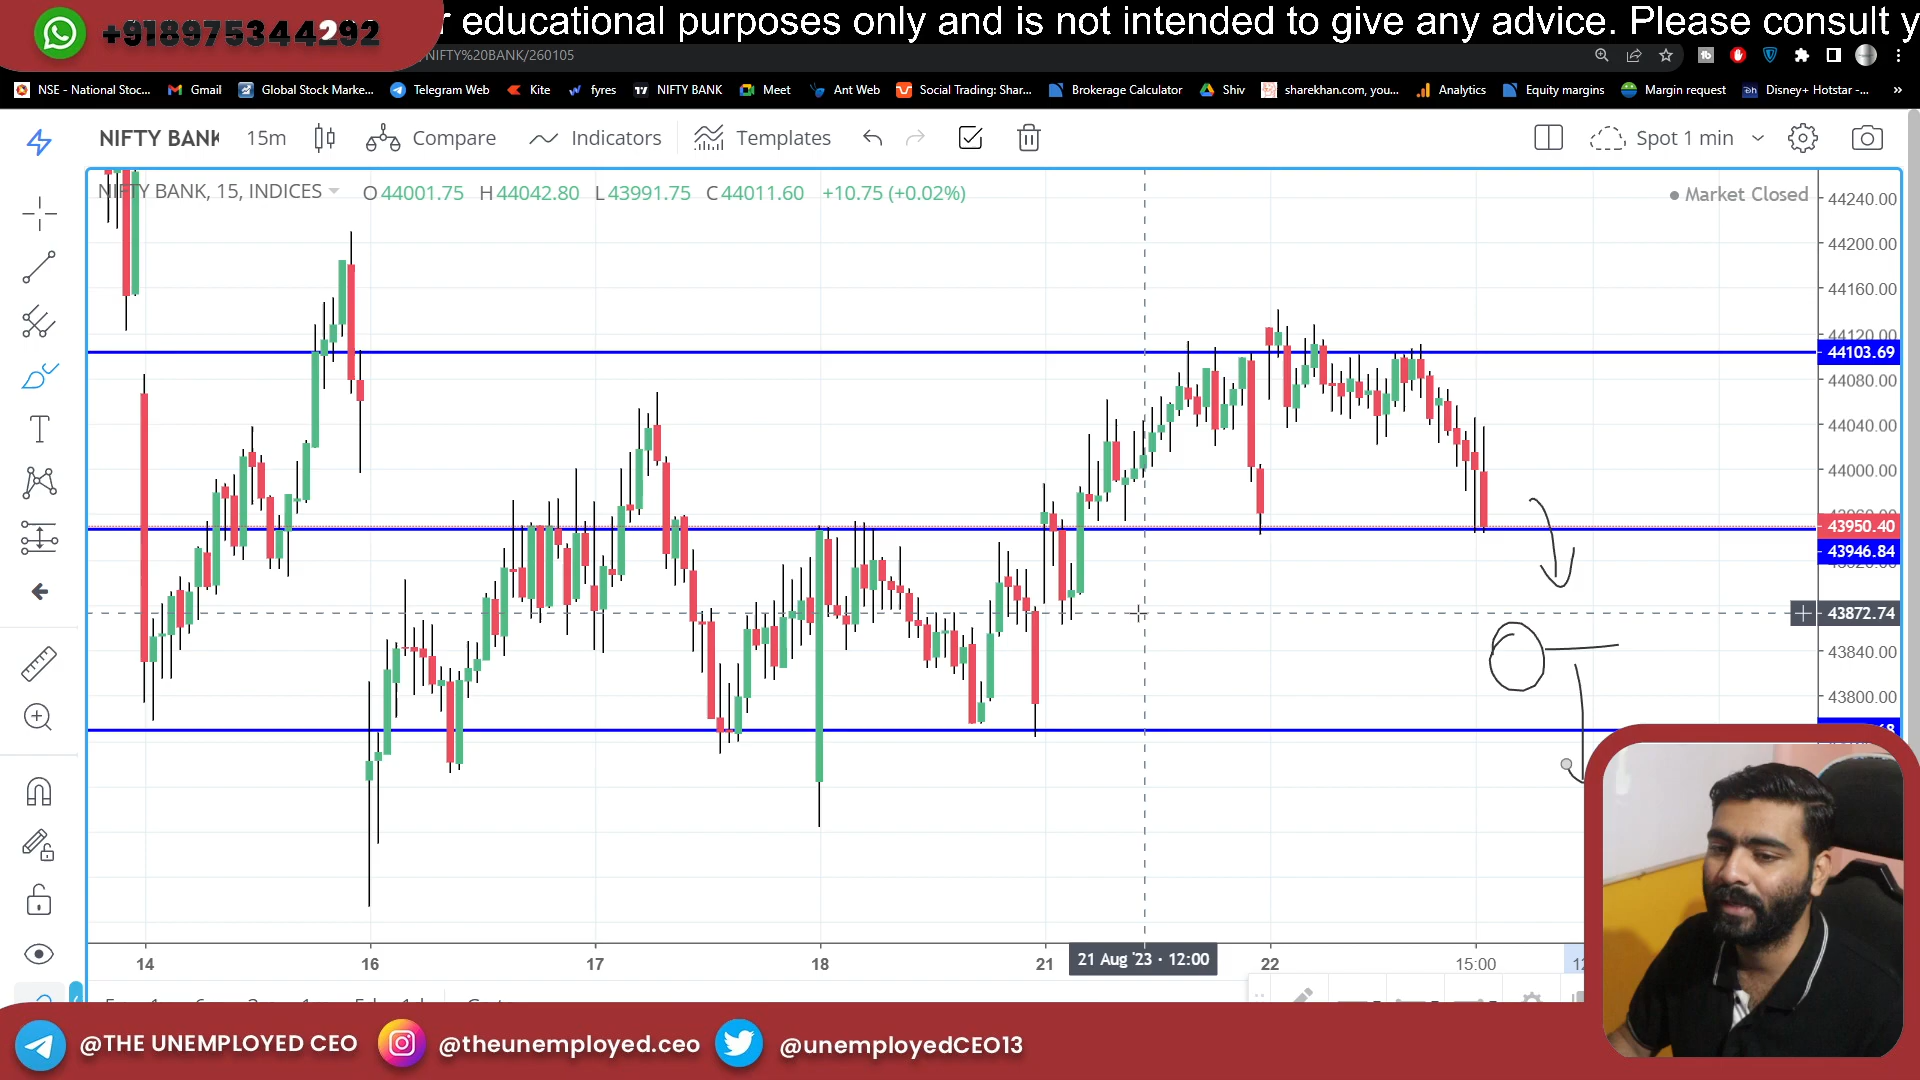 +918975344292
r educational purposes only and is not intended to give any advice. Please consult y
/NIFTY%20BANK/260105
NSE - National Stoc... Gmail Global Stock Marke... Telegram Web Kite fyres NIFTY BANK Meet Ant Web Social Trading: Shar... Brokerage Calculator Shiv sharekhan.com, you... Analytics Equity margins Margin request Disney+ Hotstar -... »
NIFTY BANK 15m Compare Indicators Templates Spot 1 min
NIFTY BANK, 15, INDICES O 44001.75 H 44042.80 L 43991.75 C 44011.60 +10.75 (+0.02%)
Market Closed
44240.00
44200.00
44160.00
44120.00
44103.69
44080.00
44040.00
44000.00
43950.40
43946.84
43872.74
43840.00
43800.00
14 16 17 18 21 21 Aug '23 · 12:00 22 15:00
@THE UNEMPLOYED CEO @theunemployed.ceo @unemployedCEO13